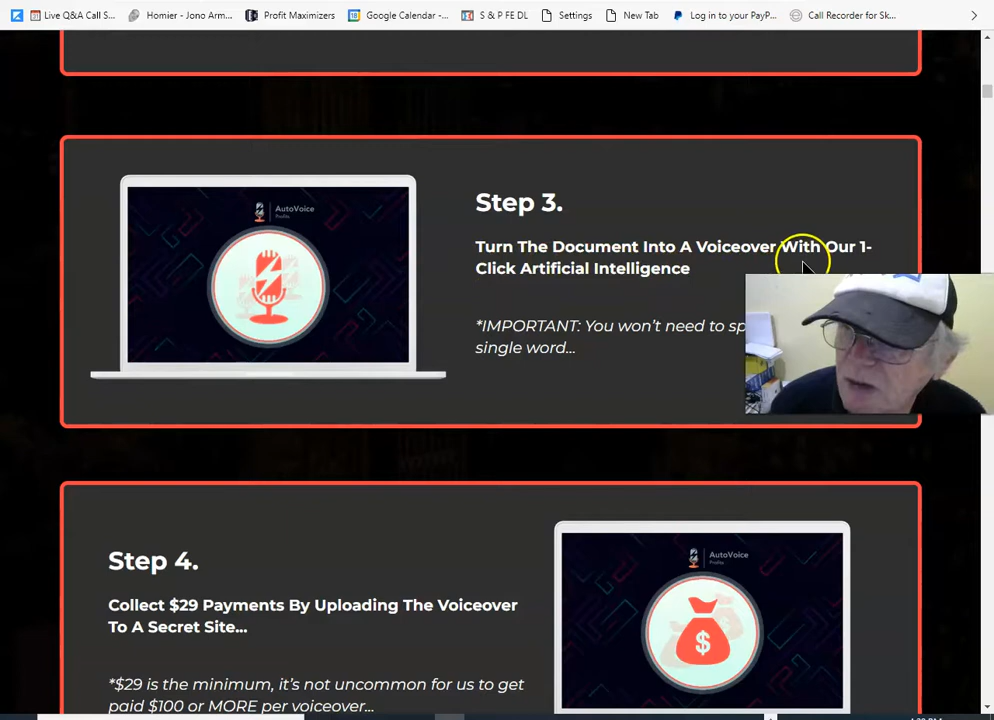 Live Q&A Call S...
Homier - Jono Arm...
Profit Maximizers
Google Calendar -...
S & P FE DL
Settings
New Tab
Log in to your PayP...
Call Recorder for Sk...
AutoVoice
Profits
Step 3.
Turn The Document Into A Voiceover With Our 1-
Click Artificial Intelligence
*IMPORTANT: You won't need to sp
single word...
Step 4.
Collect $29 Payments By Uploading The Voiceover
To A Secret Site...
*$29 is the minimum, it's not uncommon for us to get
paid $100 or MORE per voiceover...
AutoVoice
$